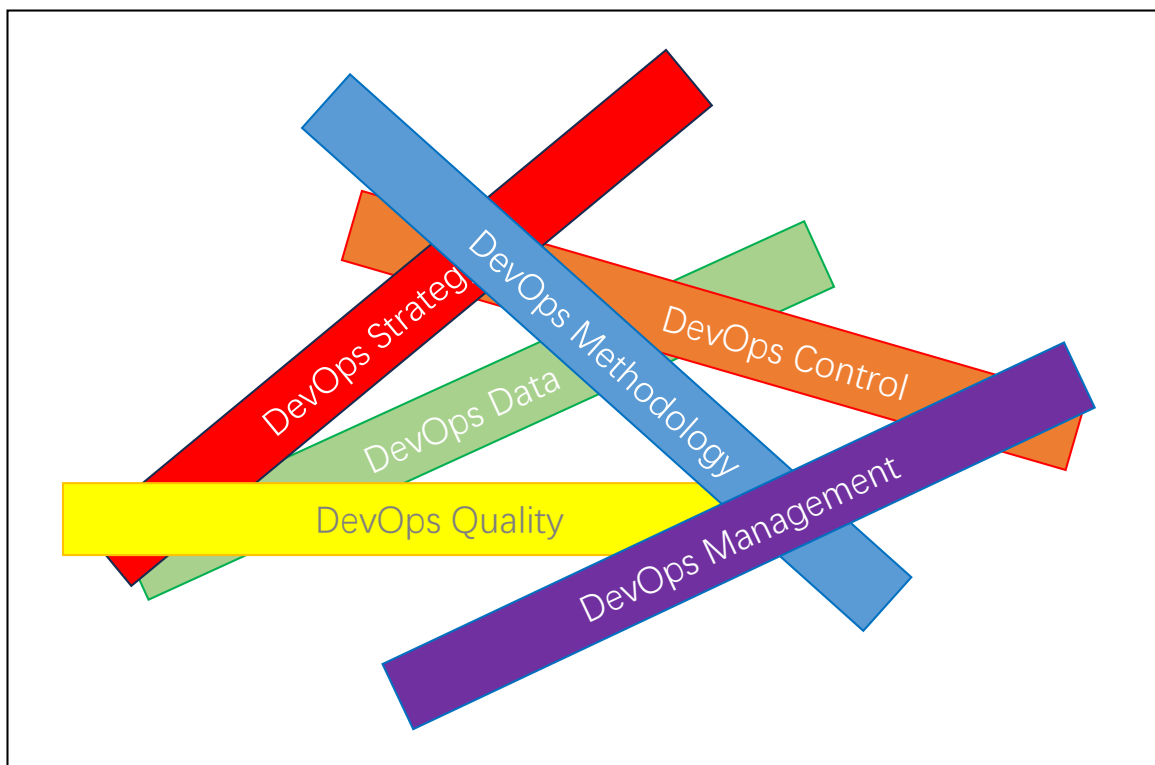 DevOps Strateg
DevOps Methodology
DevOps Control
DevOps Data
DevOps Quality
DevOps Management